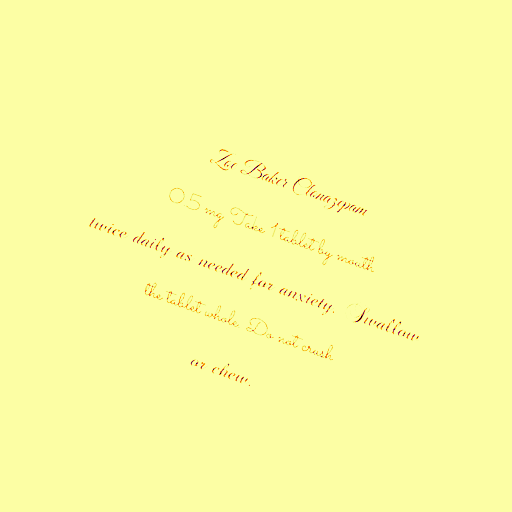 Zoe Baker Clonazepam
0.5 mg Take 1 tablet by mouth
twice daily as needed for anxiety. Swallow
the tablet whole. Do not crush
or chew.